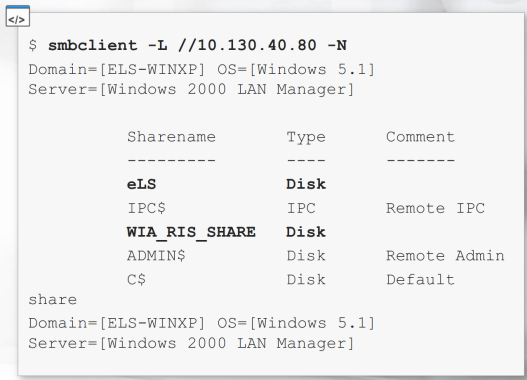 </>
$ smbclient -L //10.130.40.80 -N
Domain=[ELS-WINXP] OS=[Windows 5.1]
Server=[Windows 2000 LAN Manager]
Sharename Type Comment
--------- ---- -------
eLS Disk
IPC$ IPC Remote IPC
WIA_RIS_SHARE Disk
ADMIN$ Disk Remote Admin
C$ Disk Default
share
Domain=[ELS-WINXP] OS=[Windows 5.1]
Server=[Windows 2000 LAN Manager]